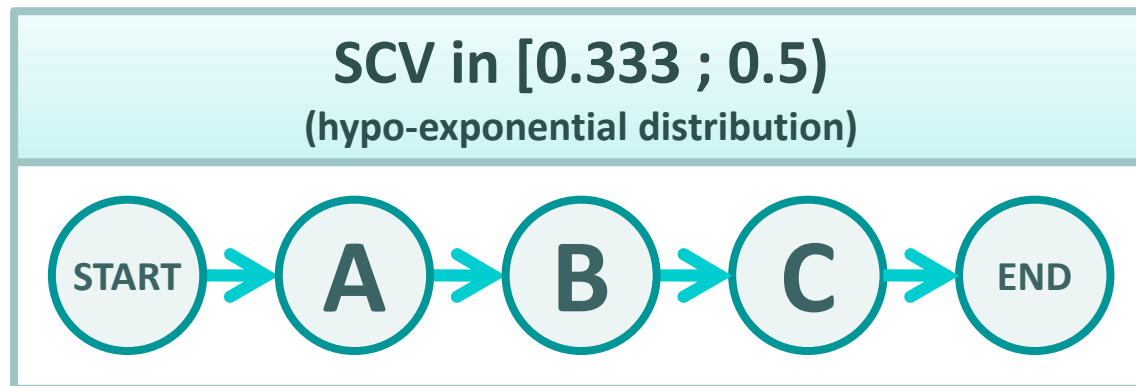 SCV in [0.333 ; 0.5)
(hypo-exponential distribution)
START A B C END